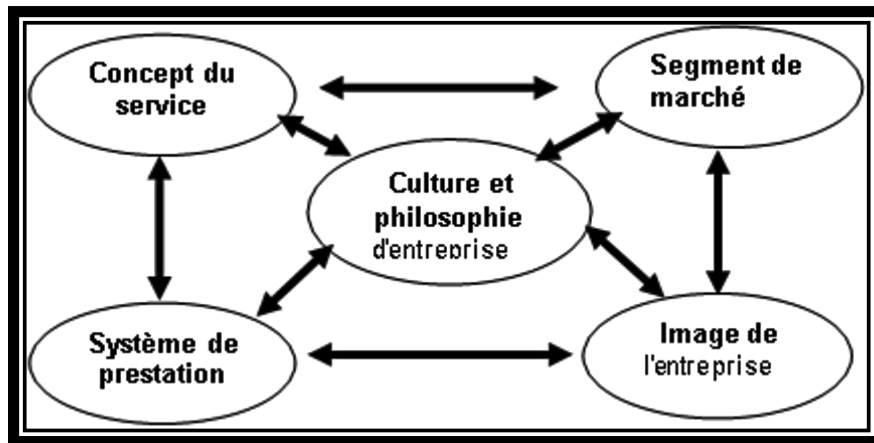 Concept du
service
Segment de
marché
Culture et
philosophie
d'entreprise
Système de
prestation
Image de
l'entreprise